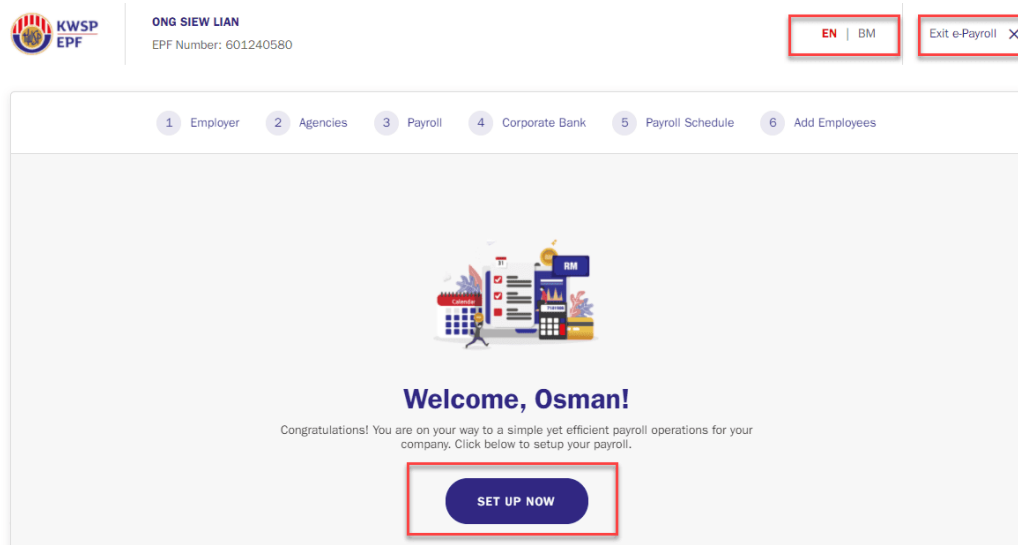 KWSP
EPF
ONG SIEW LIAN
EPF Number: 601240580
EN | BM
Exit e-Payroll ×
1 Employer 2 Agencies 3 Payroll 4 Corporate Bank 5 Payroll Schedule 6 Add Employees
31
RM
Calendar
Welcome, Osman!
Congratulations! You are on your way to a simple yet efficient payroll operations for your
company. Click below to setup your payroll.
SET UP NOW